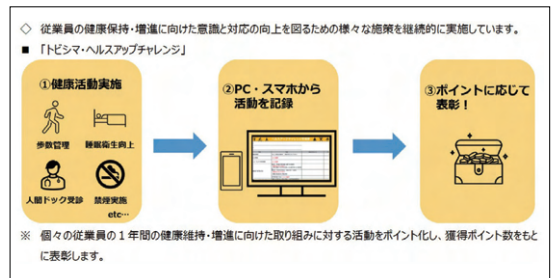 ◇ 従業員の健康保持・増進に向けた意識と対応の向上を図るための様々な施策を継続的に実施しています。
■ 「トビシマ・ヘルスアップチャレンジ」
①健康活動実施
歩数管理 睡眠衛生向上
人間ドック受診 禁煙実施
etc…
②PC・スマホから
活動を記録
③ポイントに応じて
表彰！
※ 個々の従業員の１年間の健康維持・増進に向けた取り組みに対する活動をポイント化し、獲得ポイント数をもと
に表彰します。